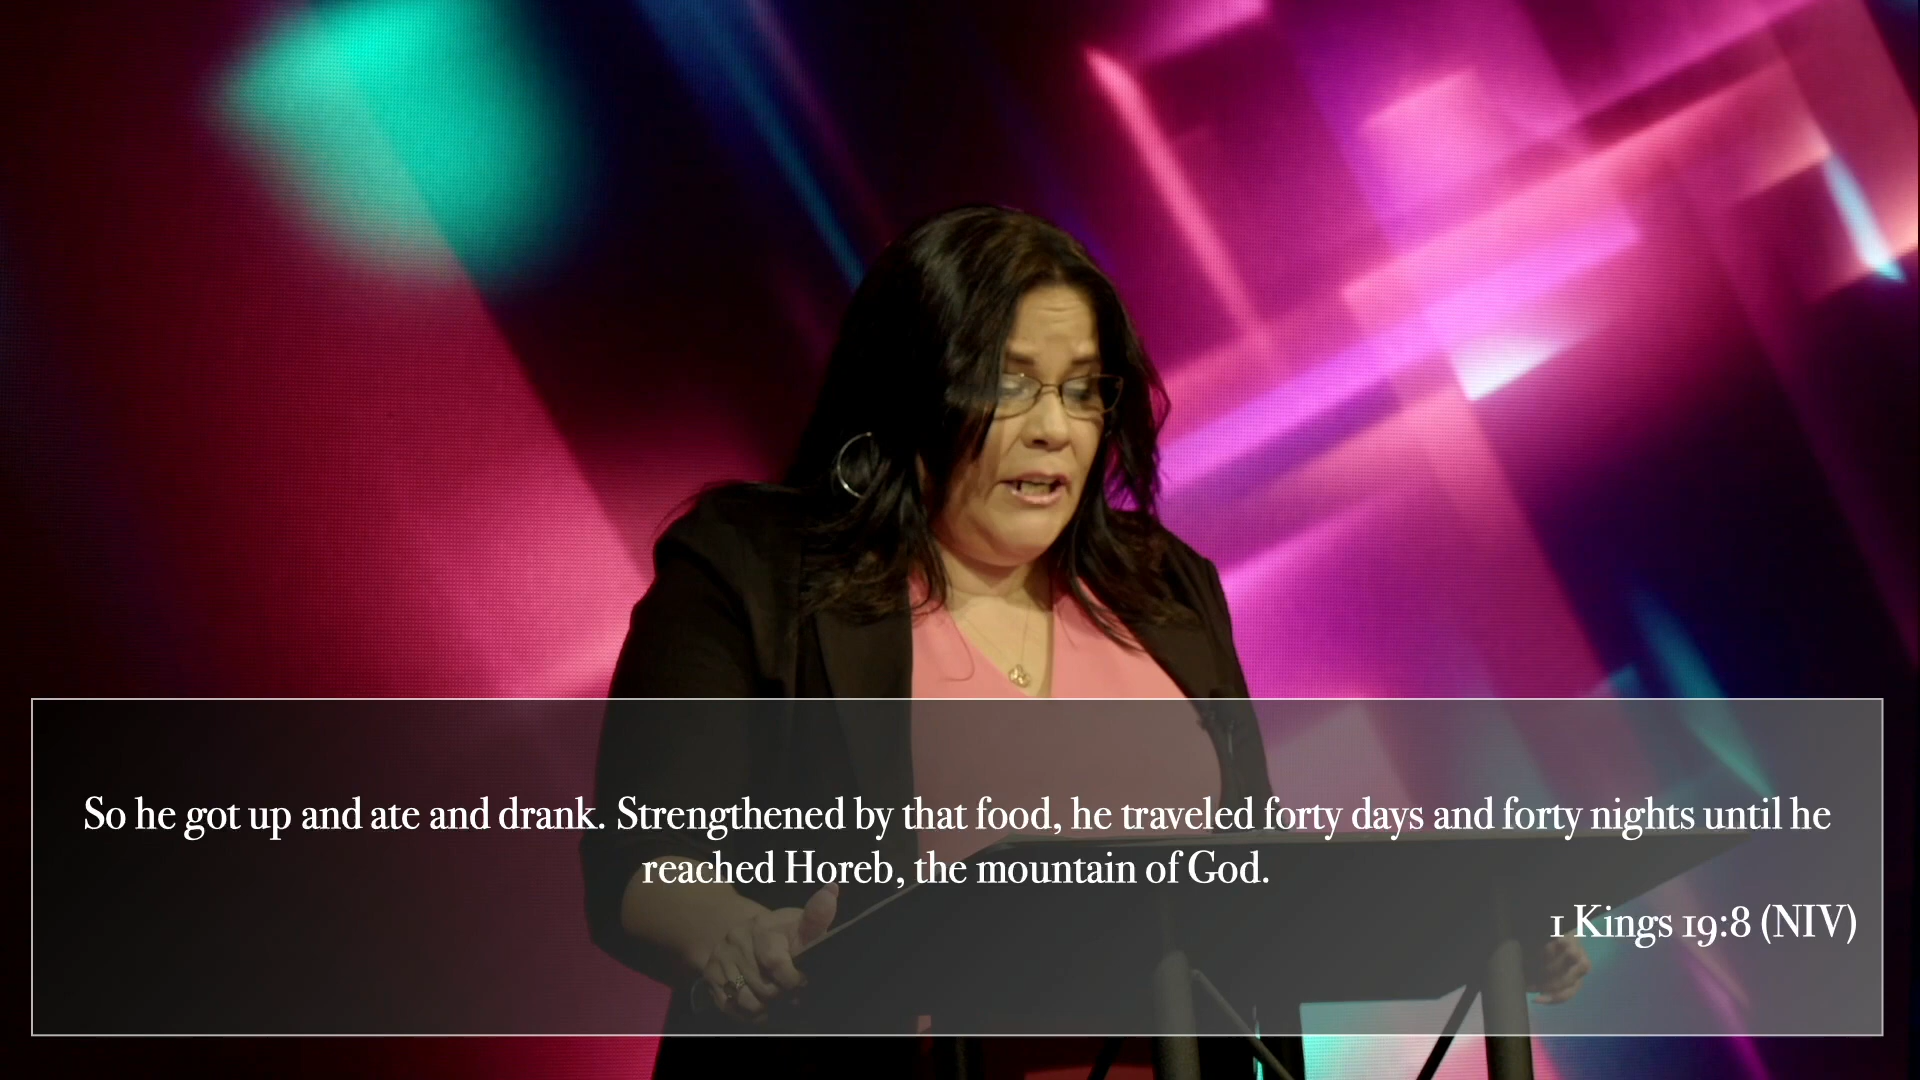 So he got up and ate and drank. Strengthened by that food, he traveled forty days and forty nights until he
reached Horeb, the mountain of God.
1 Kings 19:8 (NIV)